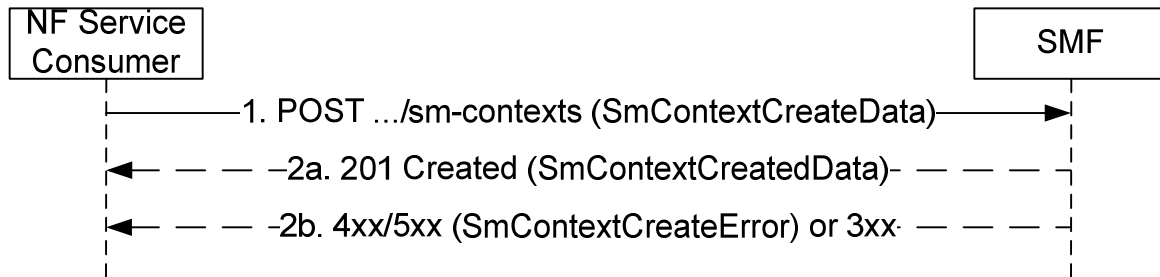 NF Service
Consumer
SMF
1. POST .../sm-contexts (SmContextCreateData)
2a. 201 Created (SmContextCreatedData)
2b. 4xx/5xx (SmContextCreateError) or 3xx